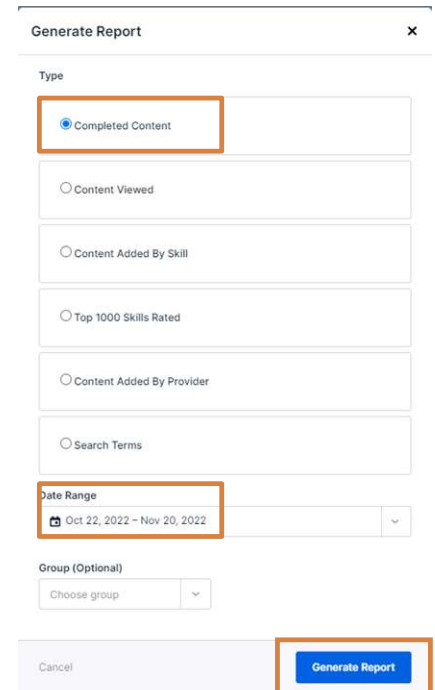 Generate Report
Type
Completed Content
Content Viewed
Content Added By Skill
Top 1000 Skills Rated
Content Added By Provider
Search Terms
Date Range
Oct 22, 2022 – Nov 20, 2022
Group (Optional)
Choose group
Cancel
Generate Report